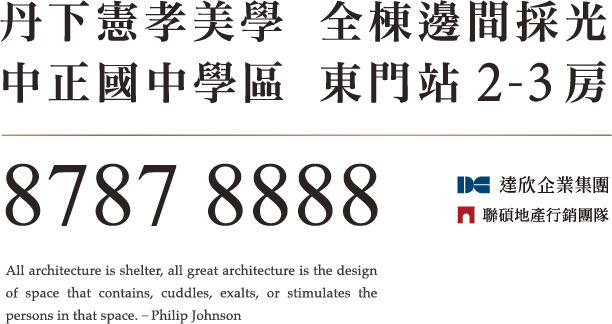 丹下憲孝美學 全棟邊間採光
中正國中學區 東門站2-3房
8787 8888
達欣企業集團
聯碩地產行銷團隊
All architecture is shelter, all great architecture is the design
of space that contains, cuddles, exalts, or stimulates the
persons in that space. – Philip Johnson